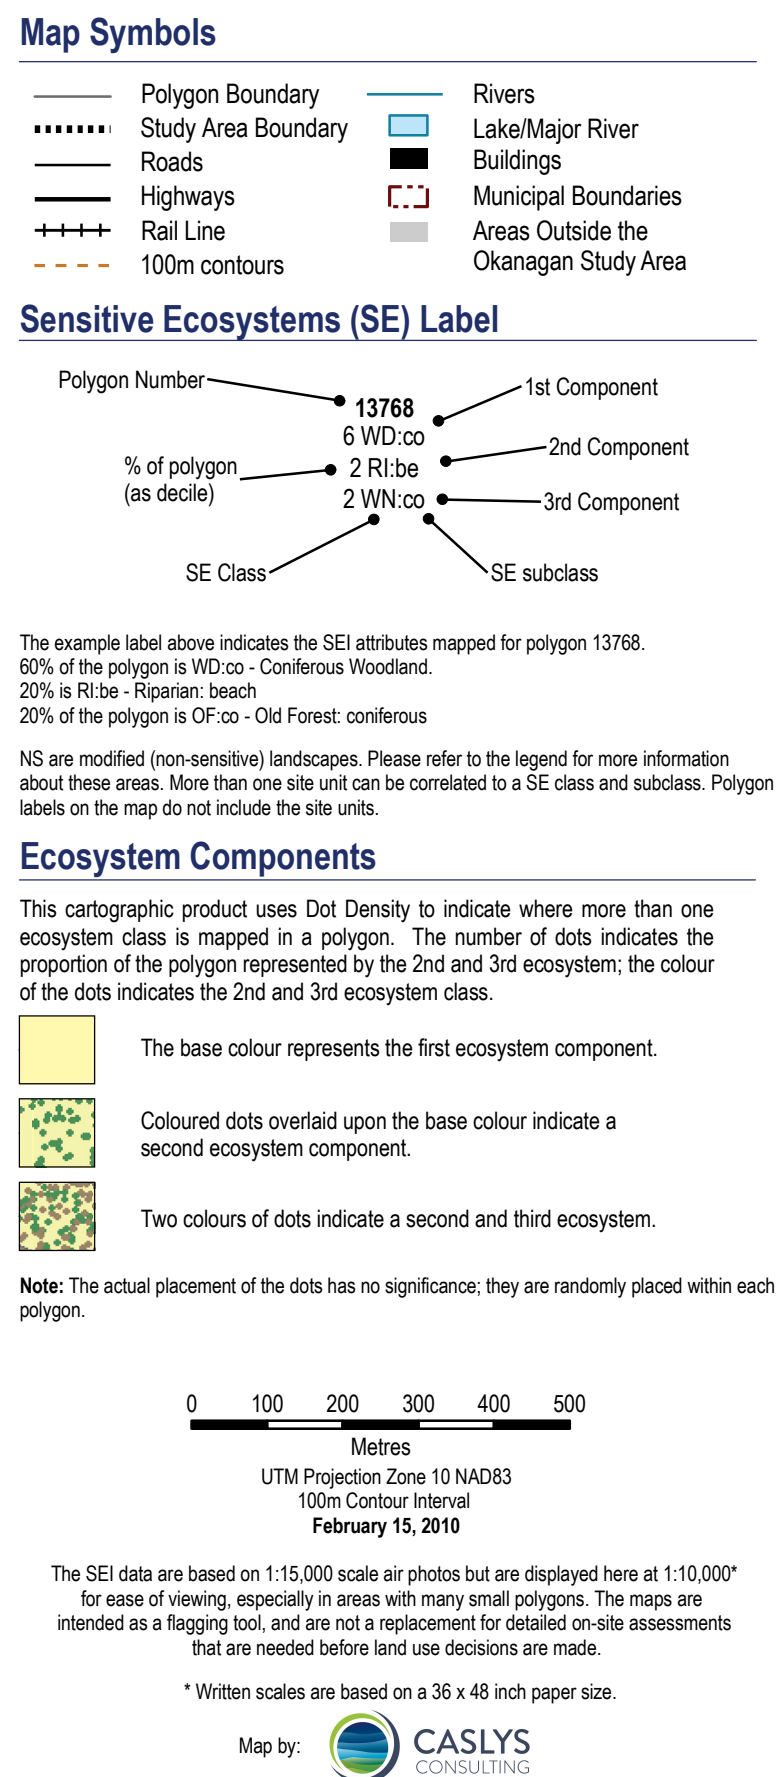 Map Symbols
Polygon Boundary
Study Area Boundary
Roads
Highways
Rail Line
100m contours
Rivers
Lake/Major River
Buildings
Municipal Boundaries
Areas Outside the
Okanagan Study Area
Sensitive Ecosystems (SE) Label
Polygon Number
13768
1st Component
6 WD:co
2nd Component
% of polygon
(as decile)
2 RI:be
2 WN:co
3rd Component
SE Class
SE subclass
The example label above indicates the SEI attributes mapped for polygon 13768.
60% of the polygon is WD:co - Coniferous Woodland.
20% is RI:be - Riparian: beach
20% of the polygon is OF:co - Old Forest: coniferous
NS are modified (non-sensitive) landscapes. Please refer to the legend for more information
about these areas. More than one site unit can be correlated to a SE class and subclass. Polygon
labels on the map do not include the site units.
Ecosystem Components
This cartographic product uses Dot Density to indicate where more than one
ecosystem class is mapped in a polygon. The number of dots indicates the
proportion of the polygon represented by the 2nd and 3rd ecosystem; the colour
of the dots indicates the 2nd and 3rd ecosystem class.
The base colour represents the first ecosystem component.
Coloured dots overlaid upon the base colour indicate a
second ecosystem component.
Two colours of dots indicate a second and third ecosystem.
Note: The actual placement of the dots has no significance; they are randomly placed within each
polygon.
0 100 200 300 400 500
Metres
UTM Projection Zone 10 NAD83
100m Contour Interval
February 15, 2010
The SEI data are based on 1:15,000 scale air photos but are displayed here at 1:10,000*
for ease of viewing, especially in areas with many small polygons. The maps are
intended as a flagging tool, and are not a replacement for detailed on-site assessments
that are needed before land use decisions are made.
* Written scales are based on a 36 x 48 inch paper size.
Map by:
CASLYS
CONSULTING